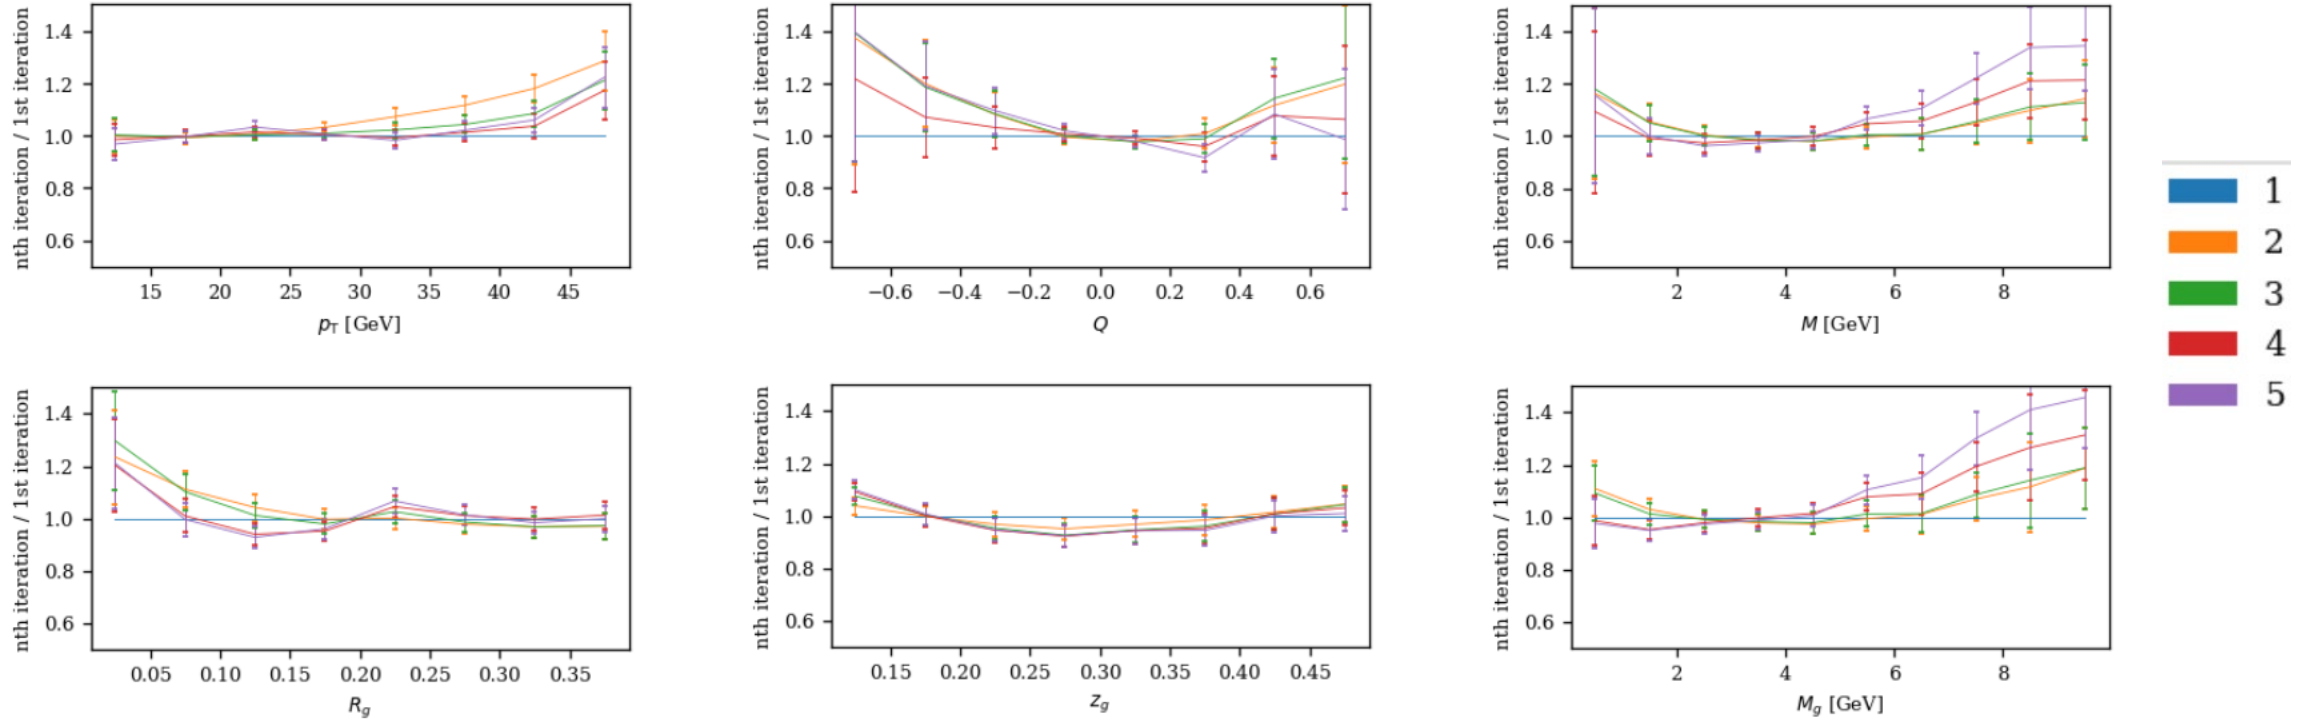 nth iteration / 1st iteration
1.4
1.2
1.0
0.8
0.6
15 20 25 30 35 40 45
pT [GeV]
nth iteration / 1st iteration
1.4
1.2
1.0
0.8
0.6
−0.6 −0.4 −0.2 0.0 0.2 0.4 0.6
Q
nth iteration / 1st iteration
1.4
1.2
1.0
0.8
0.6
2 4 6 8
M [GeV]
nth iteration / 1st iteration
1.4
1.2
1.0
0.8
0.6
0.05 0.10 0.15 0.20 0.25 0.30 0.35
Rg
nth iteration / 1st iteration
1.4
1.2
1.0
0.8
0.6
0.15 0.20 0.25 0.30 0.35 0.40 0.45
zg
nth iteration / 1st iteration
1.4
1.2
1.0
0.8
0.6
2 4 6 8
Mg [GeV]
1
2
3
4
5